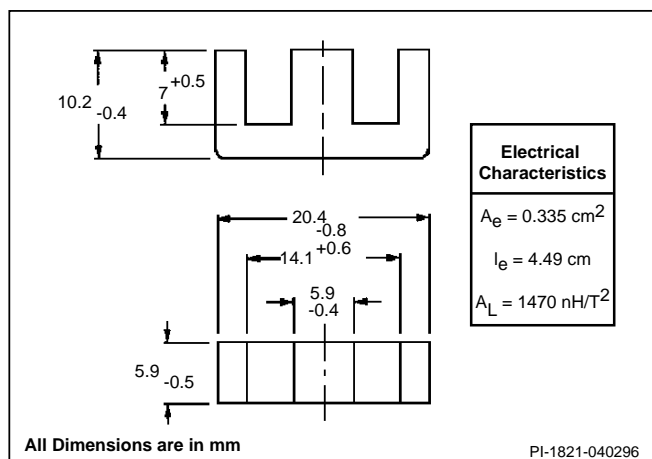 10.2 -0.4
7 +0.5
20.4 -0.8
14.1 +0.6
5.9 -0.4
5.9 -0.5
Electrical
Characteristics
Ae = 0.335 cm2
le = 4.49 cm
AL = 1470 nH/T2
All Dimensions are in mm
PI-1821-040296